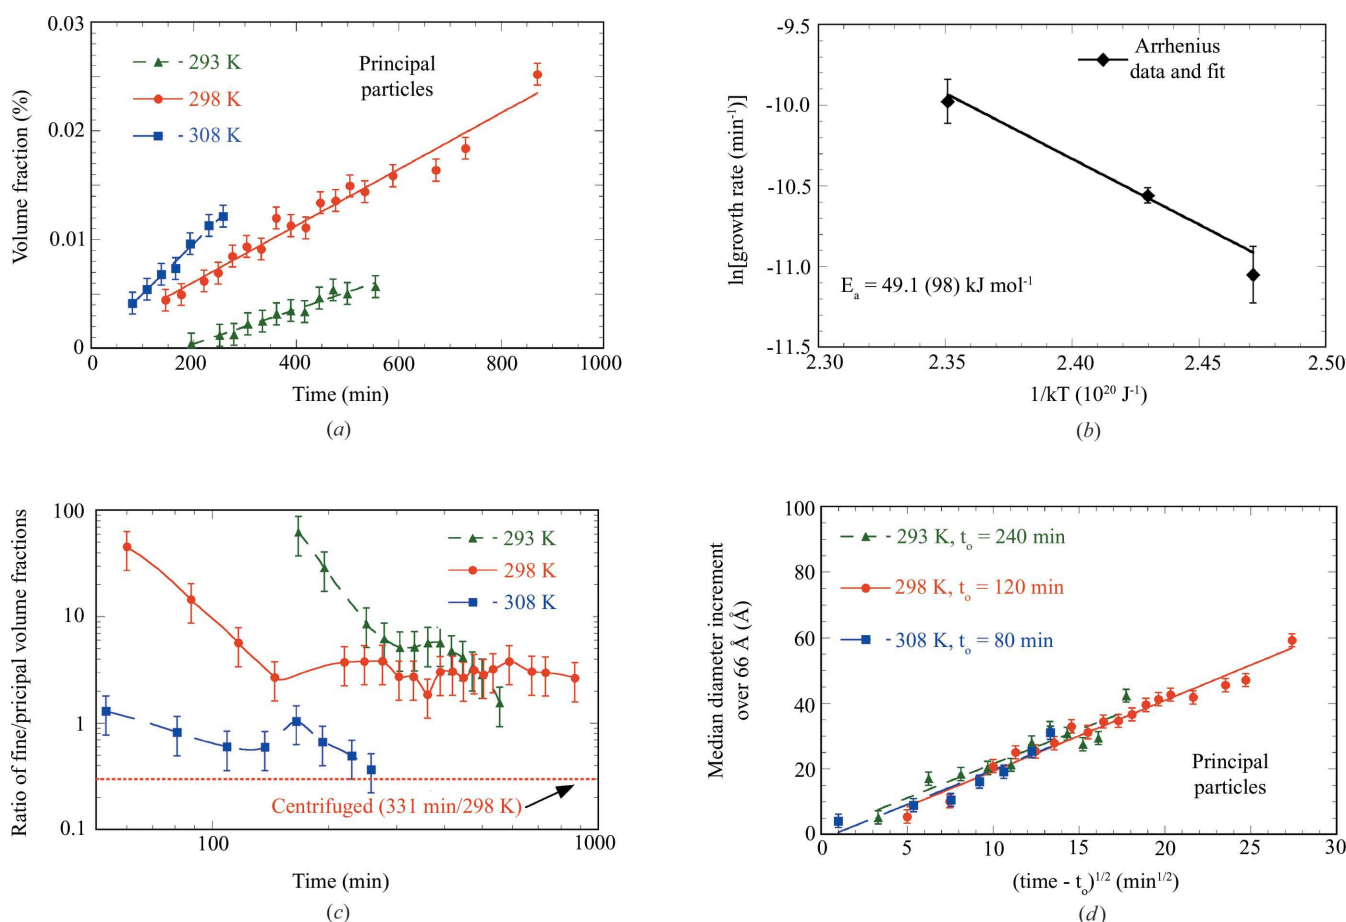 0.03
0.02
0.01
0
Volume fraction (%)
- 293 K
- 298 K
- 308 K
Principal
particles
0 200 400 600 800 1000
Time (min)
(a)
-9.5
-10.0
-10.5
-11.0
-11.5
ln[growth rate (min⁻¹)]
Arrhenius
data and fit
Eₐ = 49.1 (98) kJ mol⁻¹
2.30 2.35 2.40 2.45 2.50
1/kT (10²⁰ J⁻¹)
(b)
100
10
1
0.1
Ratio of fine/pricipal volume fractions
- 293 K
298 K
- 308 K
Centrifuged (331 min/298 K)
100 1000
Time (min)
(c)
100
80
60
40
20
0
Median diameter increment
over 66 Å (Å)
- 293 K, tₒ = 240 min
298 K, tₒ = 120 min
- 308 K, tₒ = 80 min
Principal
particles
0 5 10 15 20 25 30
(time - tₒ)¹ᐟ² (min¹ᐟ²)
(d)